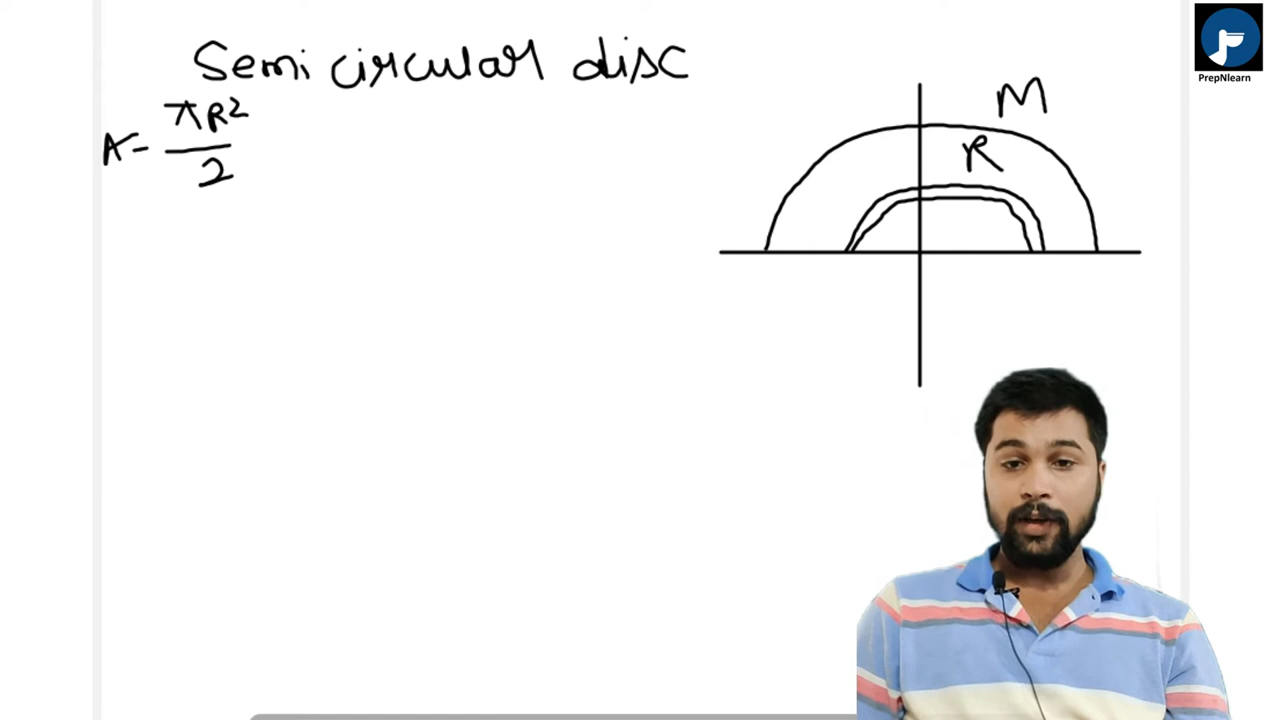 Semi circular disc
A = πR²/2
M
R
PrepNlearn